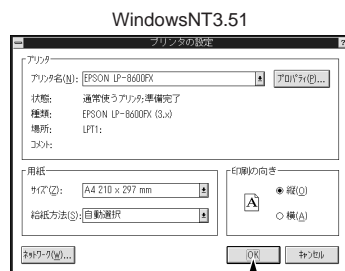 WindowsNT3.51
プリンタの設定
?
プリンタ
プリンタ名(N): EPSON LP-8600FX
プロパティ(P)...
状態: 通常使うプリンタ;準備完了
種類: EPSON LP-8600FX (3.x)
場所: LPT1:
コメント:
用紙
サイズ(Z): A4 210 x 297 mm
給紙方法(S): 自動選択
印刷の向き
A
縦(O)
横(A)
ネットワーク(W)...
OK
キャンセル